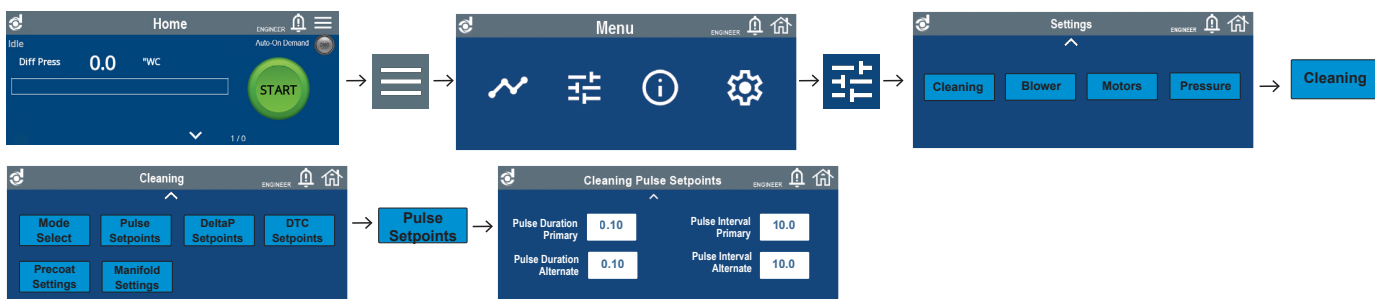 Home
ENGINEER
Idle
Auto-On Demand
Diff Press 0.0 "WC
START
1 / 0
Menu
ENGINEER
Settings
ENGINEER
Cleaning Blower Motors Pressure
Cleaning
Cleaning
ENGINEER
Mode
Select
Pulse
Setpoints
DeltaP
Setpoints
DTC
Setpoints
Precoat
Settings
Manifold
Settings
Pulse
Setpoints
Cleaning Pulse Setpoints
ENGINEER
Pulse Duration
Primary
0.10
Pulse Interval
Primary
10.0
Pulse Duration
Alternate
0.10
Pulse Interval
Alternate
10.0